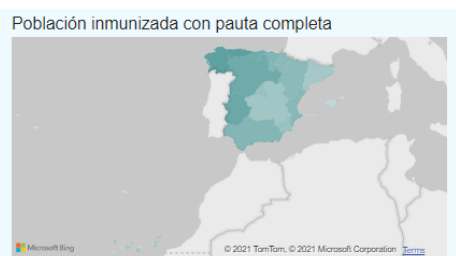 Población inmunizada con pauta completa
Microsoft Bing
© 2021 TomTom, © 2021 Microsoft Corporation Terms